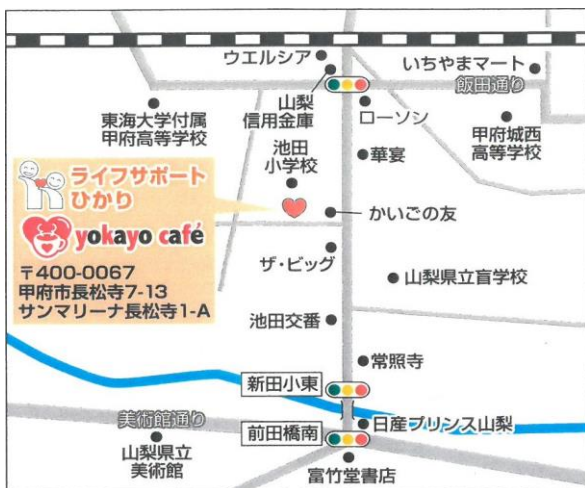 ウエルシア
いちやまマート
飯田通り
山梨
信用金庫
ローソン
東海大学付属
甲府高等学校
甲府城西
高等学校
池田
小学校
華宴
ライフサポート
ひかり
yokayo café
かいごの友
〒400-0067
甲府市長松寺7-13
サンマリーナ長松寺1-A
ザ・ビッグ
山梨県立盲学校
池田交番
常照寺
新田小東
美術館通り
日産プリンス山梨
前田橋南
山梨県立
美術館
富竹堂書店